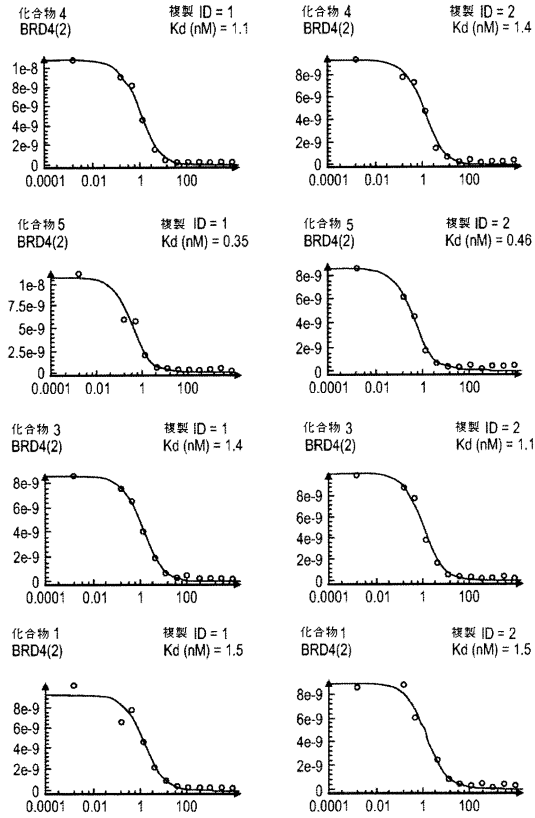 化合物 4 複製 ID = 1
BRD4(2) Kd (nM) = 1.1
1e-8
8e-9
6e-9
4e-9
2e-9
0
0.0001 0.01 1 100
化合物 4 複製 ID = 2
BRD4(2) Kd (nM) = 1.4
8e-9
6e-9
4e-9
2e-9
0
0.0001 0.01 1 100
化合物 5 複製 ID = 1
BRD4(2) Kd (nM) = 0.35
1e-8
7.5e-9
5e-9
2.5e-9
0
0.0001 0.01 1 100
化合物 5 複製 ID = 2
BRD4(2) Kd (nM) = 0.46
8e-9
6e-9
4e-9
2e-9
0
0.0001 0.01 1 100
化合物 3 複製 ID = 1
BRD4(2) Kd (nM) = 1.4
8e-9
6e-9
4e-9
2e-9
0
0.0001 0.01 1 100
化合物 3 複製 ID = 2
BRD4(2) Kd (nM) = 1.1
8e-9
6e-9
4e-9
2e-9
0
0.0001 0.01 1 100
化合物 1 複製 ID = 1
BRD4(2) Kd (nM) = 1.5
8e-9
6e-9
4e-9
2e-9
0
0.0001 0.01 1 100
化合物 1 複製 ID = 2
BRD4(2) Kd (nM) = 1.5
8e-9
6e-9
4e-9
2e-9
0
0.0001 0.01 1 100